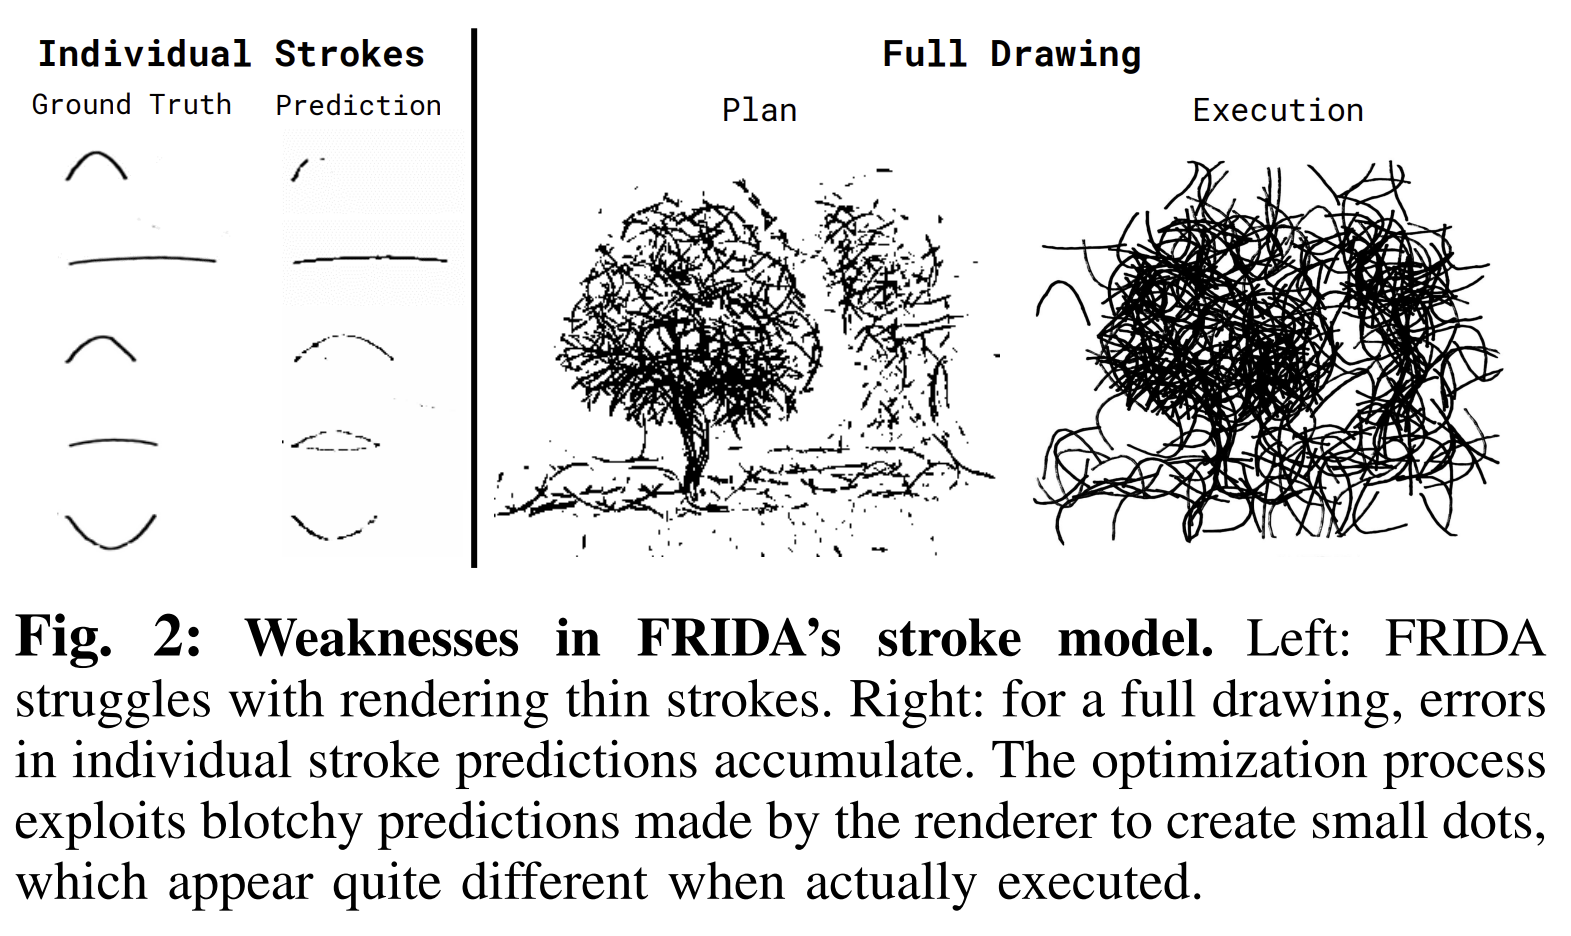 Individual Strokes
Full Drawing
Ground Truth Prediction
Plan
Execution
Fig. 2: Weaknesses in FRIDA’s stroke model. Left: FRIDA
struggles with rendering thin strokes. Right: for a full drawing, errors
in individual stroke predictions accumulate. The optimization process
exploits blotchy predictions made by the renderer to create small dots,
which appear quite different when actually executed.